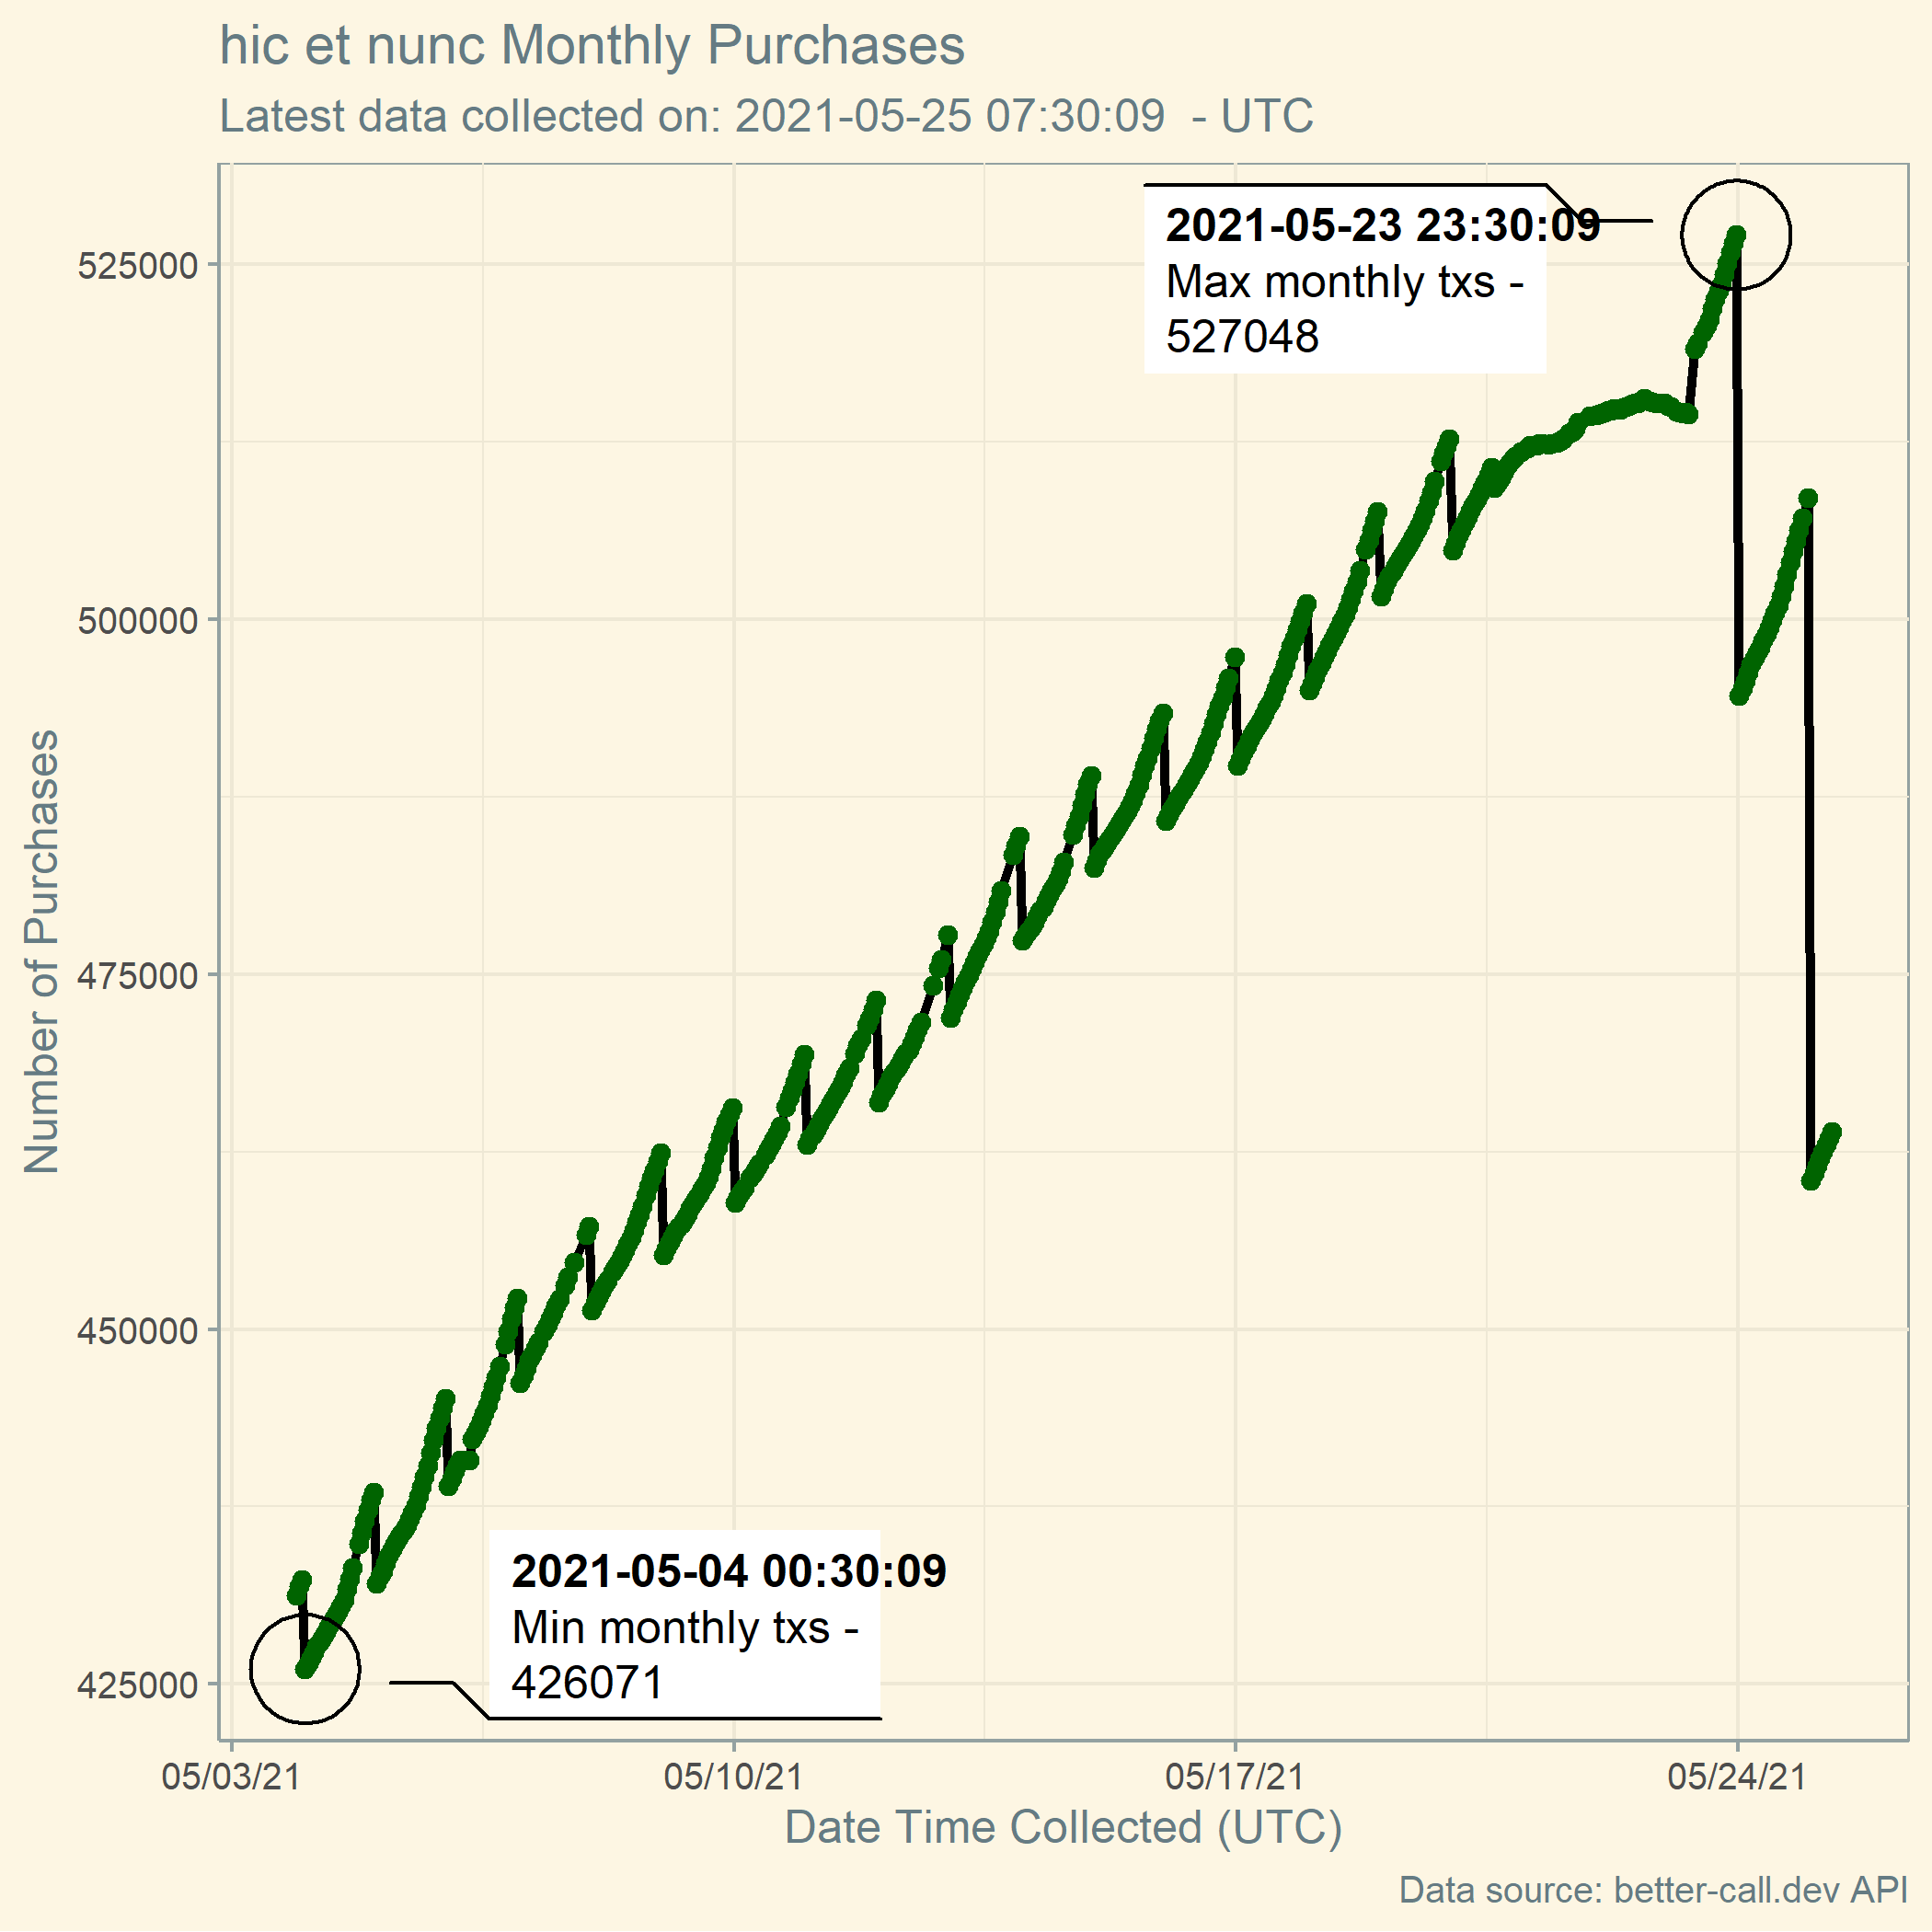 hic et nunc Monthly Purchases
Latest data collected on: 2021-05-25 07:30:09  - UTC
2021-05-23 23:30:09
Max monthly txs -
527048
525000
500000
475000
450000
425000
Number of Purchases
2021-05-04 00:30:09
Min monthly txs -
426071
05/03/21
05/10/21
05/17/21
05/24/21
Date Time Collected (UTC)
Data source: better-call.dev API